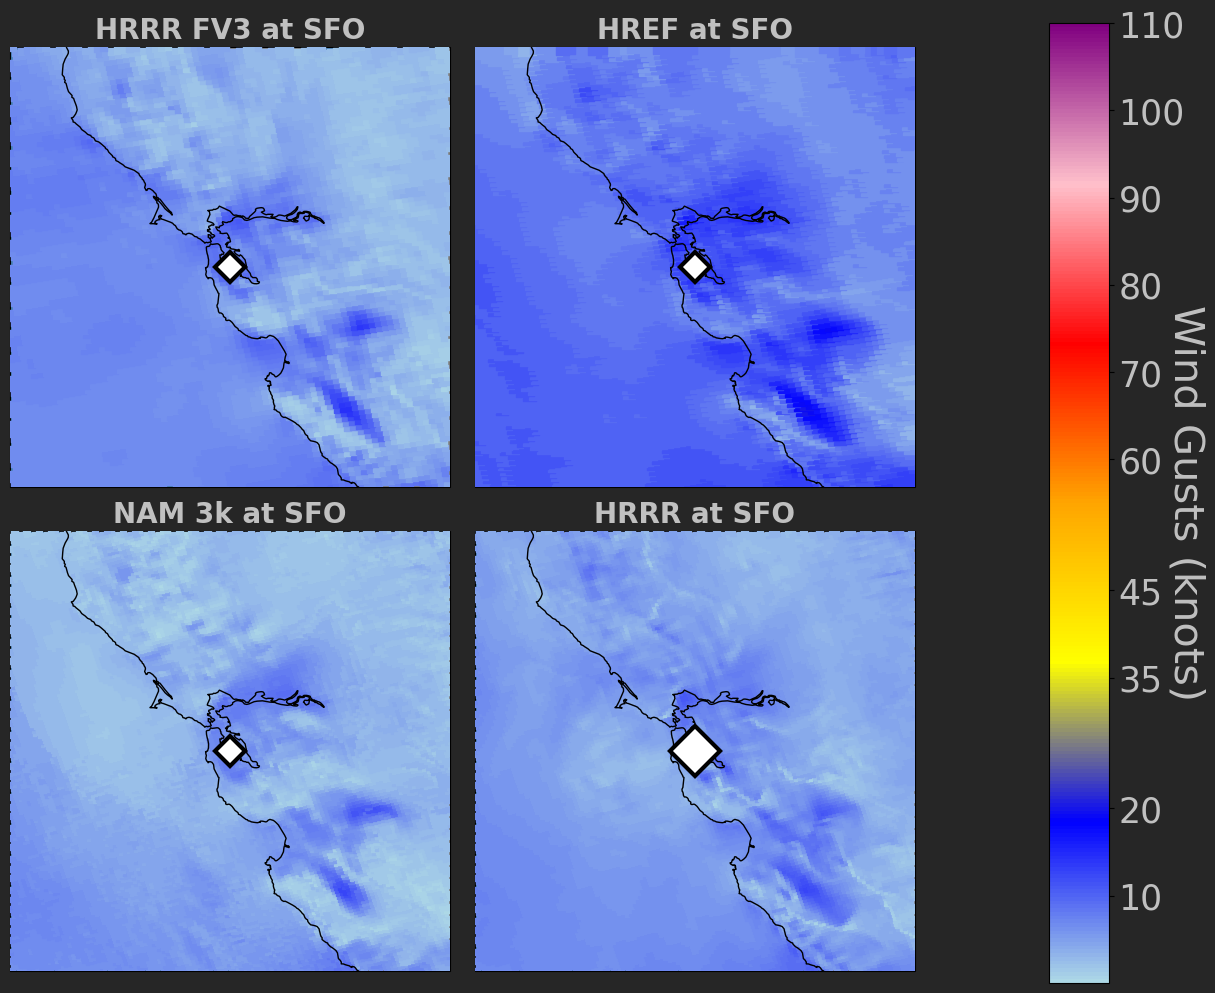 HRRR FV3 at SFO
HREF at SFO
NAM 3k at SFO
HRRR at SFO
110
100
90
80
70
60
45
35
20
10
Wind Gusts (knots)